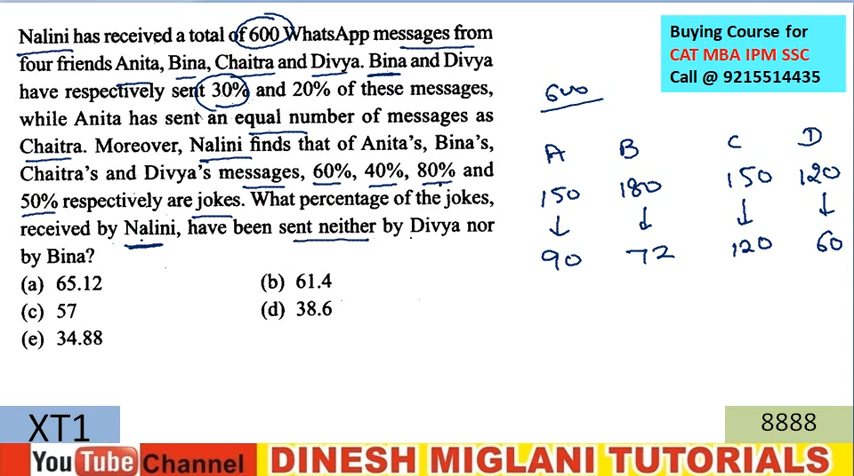 Nalini has received a total of 600 WhatsApp messages from
four friends Anita, Bina, Chaitra and Divya. Bina and Divya
have respectively sent 30% and 20% of these messages,
while Anita has sent an equal number of messages as
Chaitra. Moreover, Nalini finds that of Anita's, Bina's,
Chaitra's and Divya's messages, 60%, 40%, 80% and
50% respectively are jokes. What percentage of the jokes,
received by Nalini, have been sent neither by Divya nor
by Bina?
(a) 65.12 (b) 61.4
(c) 57 (d) 38.6
(e) 34.88
Buying Course for
CAT MBA IPM SSC
Call @ 9215514435
600
A B C D
150 180 150 120
↓ ↓ ↓ ↓
90 72 120 60
XT1
8888
YouTube Channel DINESH MIGLANI TUTORIALS